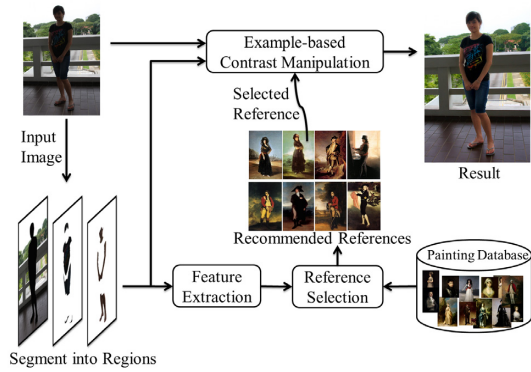 Example-based
Contrast Manipulation
Input
Image
Selected
Reference
Result
Recommended References
Painting Database
Feature
Extraction
Reference
Selection
Segment into Regions